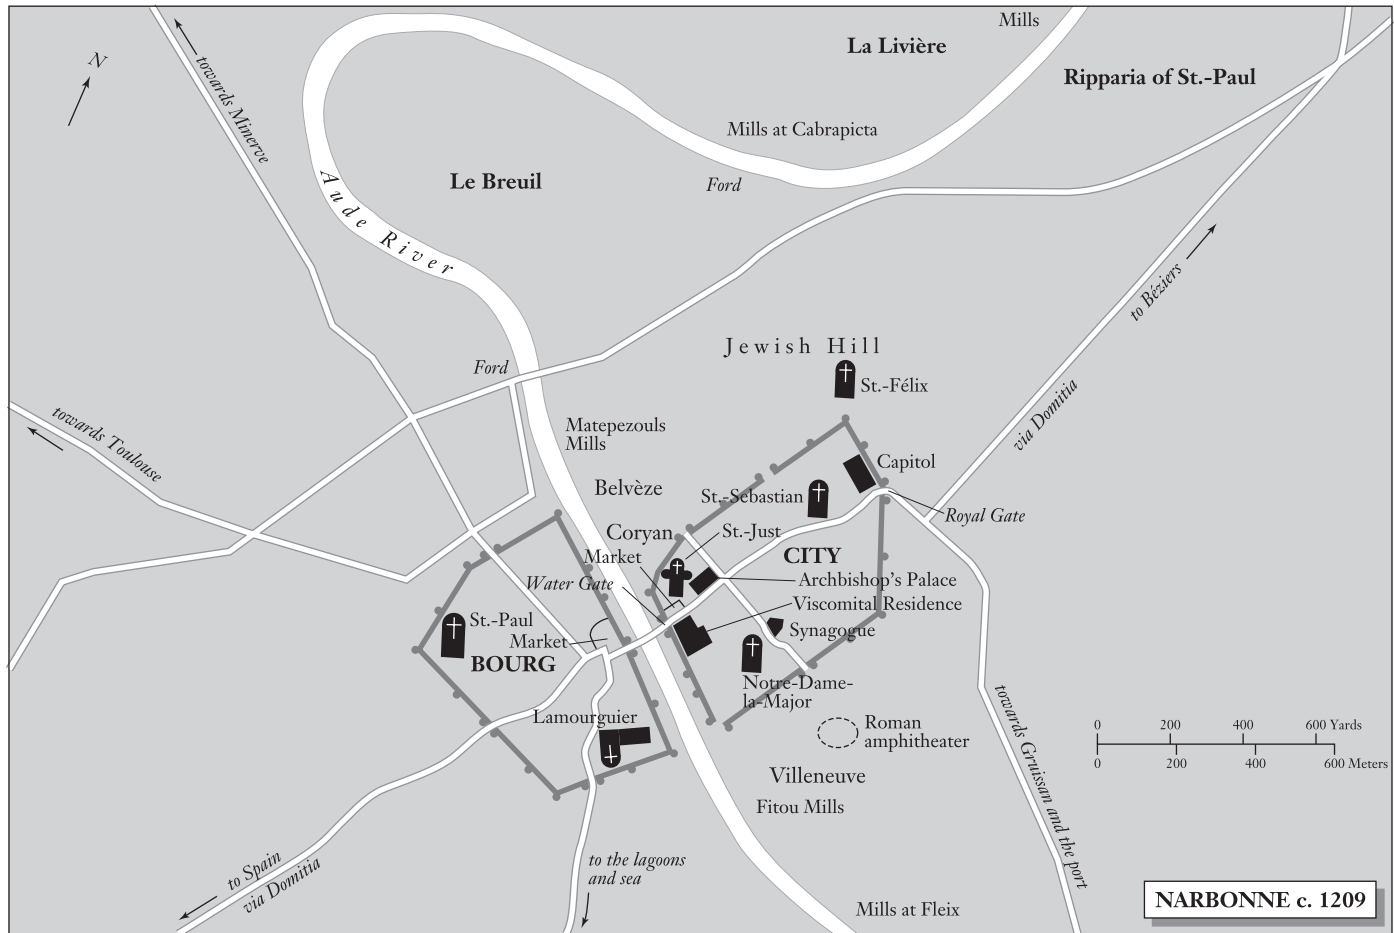 Mills
La Livière
Ripparia of St.-Paul
N
towards Minerve
Mills at Cabrapicta
Le Breuil
Ford
Aude River
to Béziers
Jewish Hill
Ford
St.-Félix
via Domitia
towards Toulouse
Matepezouls
Mills
Capitol
Belvèze
St.-Sebastian
Royal Gate
Coryan
St.-Just
Market
CITY
Water Gate
Archbishop's Palace
Viscomital Residence
St.-Paul
Synagogue
Market
BOURG
Notre-Dame-
la-Major
Lamourguier
Roman
amphitheater
towards Gruissan and the port
0 200 400 600 Yards
0 200 400 600 Meters
Villeneuve
Fitou Mills
to Spain
via Domitia
to the lagoons
and sea
Mills at Fleix
NARBONNE c. 1209